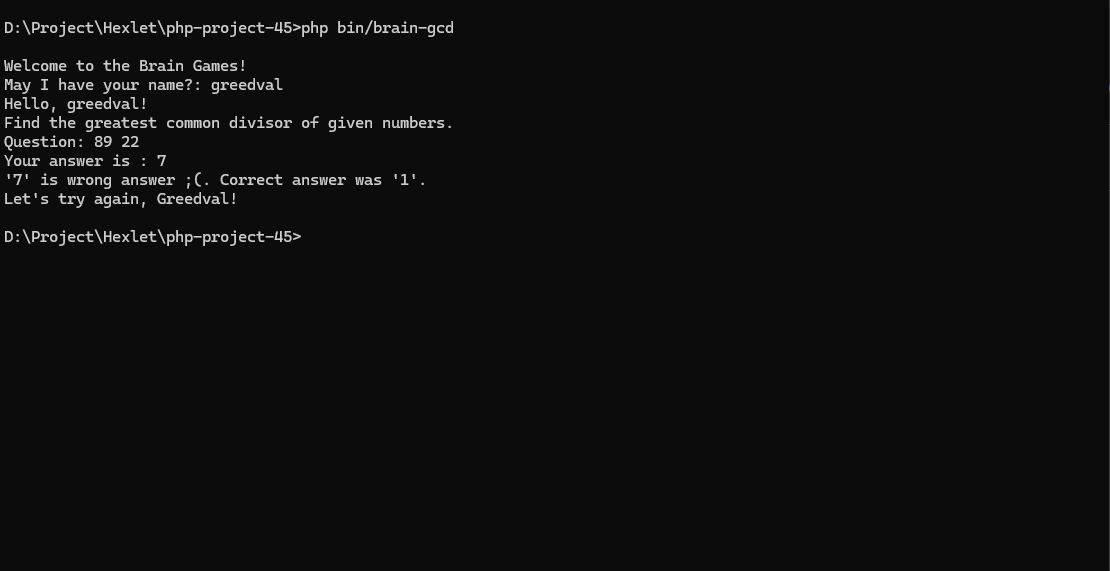 D:\Project\Hexlet\php-project-45>php bin/brain-gcd
Welcome to the Brain Games!
May I have your name?: greedval
Hello, greedval!
Find the greatest common divisor of given numbers.
Question: 89 22
Your answer is : 7
'7' is wrong answer ;(. Correct answer was '1'.
Let's try again, Greedval!
D:\Project\Hexlet\php-project-45>